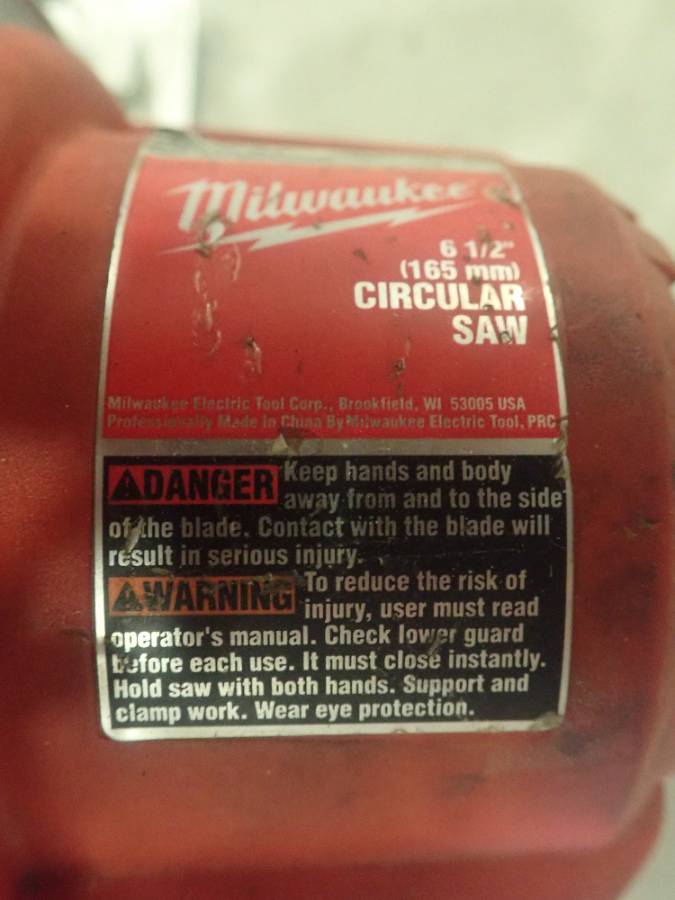 Milwaukee
6 1/2"
(165 mm)
CIRCULAR
SAW
Milwaukee Electric Tool Corp., Brookfield, WI 53005 USA
Professionally Made In China By Milwaukee Electric Tool, PRC
DANGER Keep hands and body
away from and to the side
of the blade. Contact with the blade will
result in serious injury.
WARNING To reduce the risk of
injury, user must read
operator's manual. Check lower guard
before each use. It must close instantly.
Hold saw with both hands. Support and
clamp work. Wear eye protection.